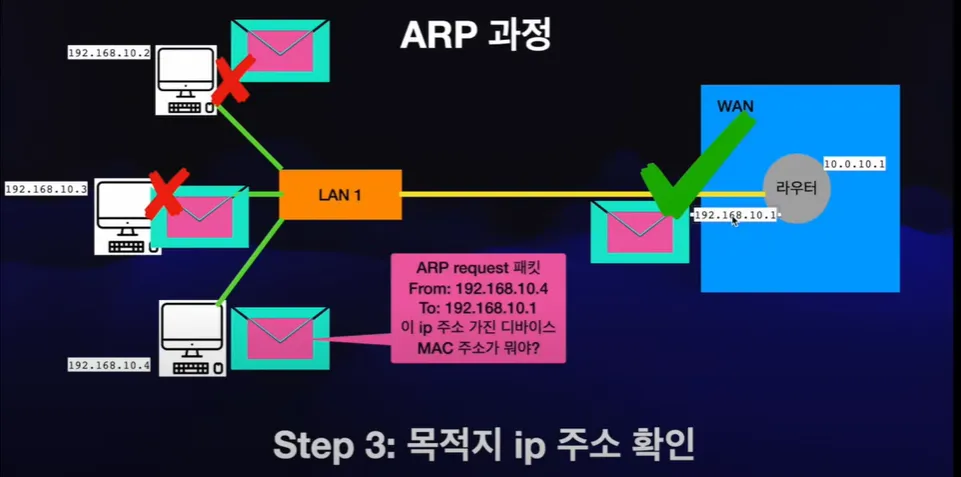 ARP 과정
192.168.10.2
WAN
10.0.10.1
라우터
192.168.10.3
LAN 1
192.168.10.1
ARP request 패킷
From: 192.168.10.4
To: 192.168.10.1
이 ip 주소 가진 디바이스
MAC 주소가 뭐야?
192.168.10.4
Step 3: 목적지 ip 주소 확인